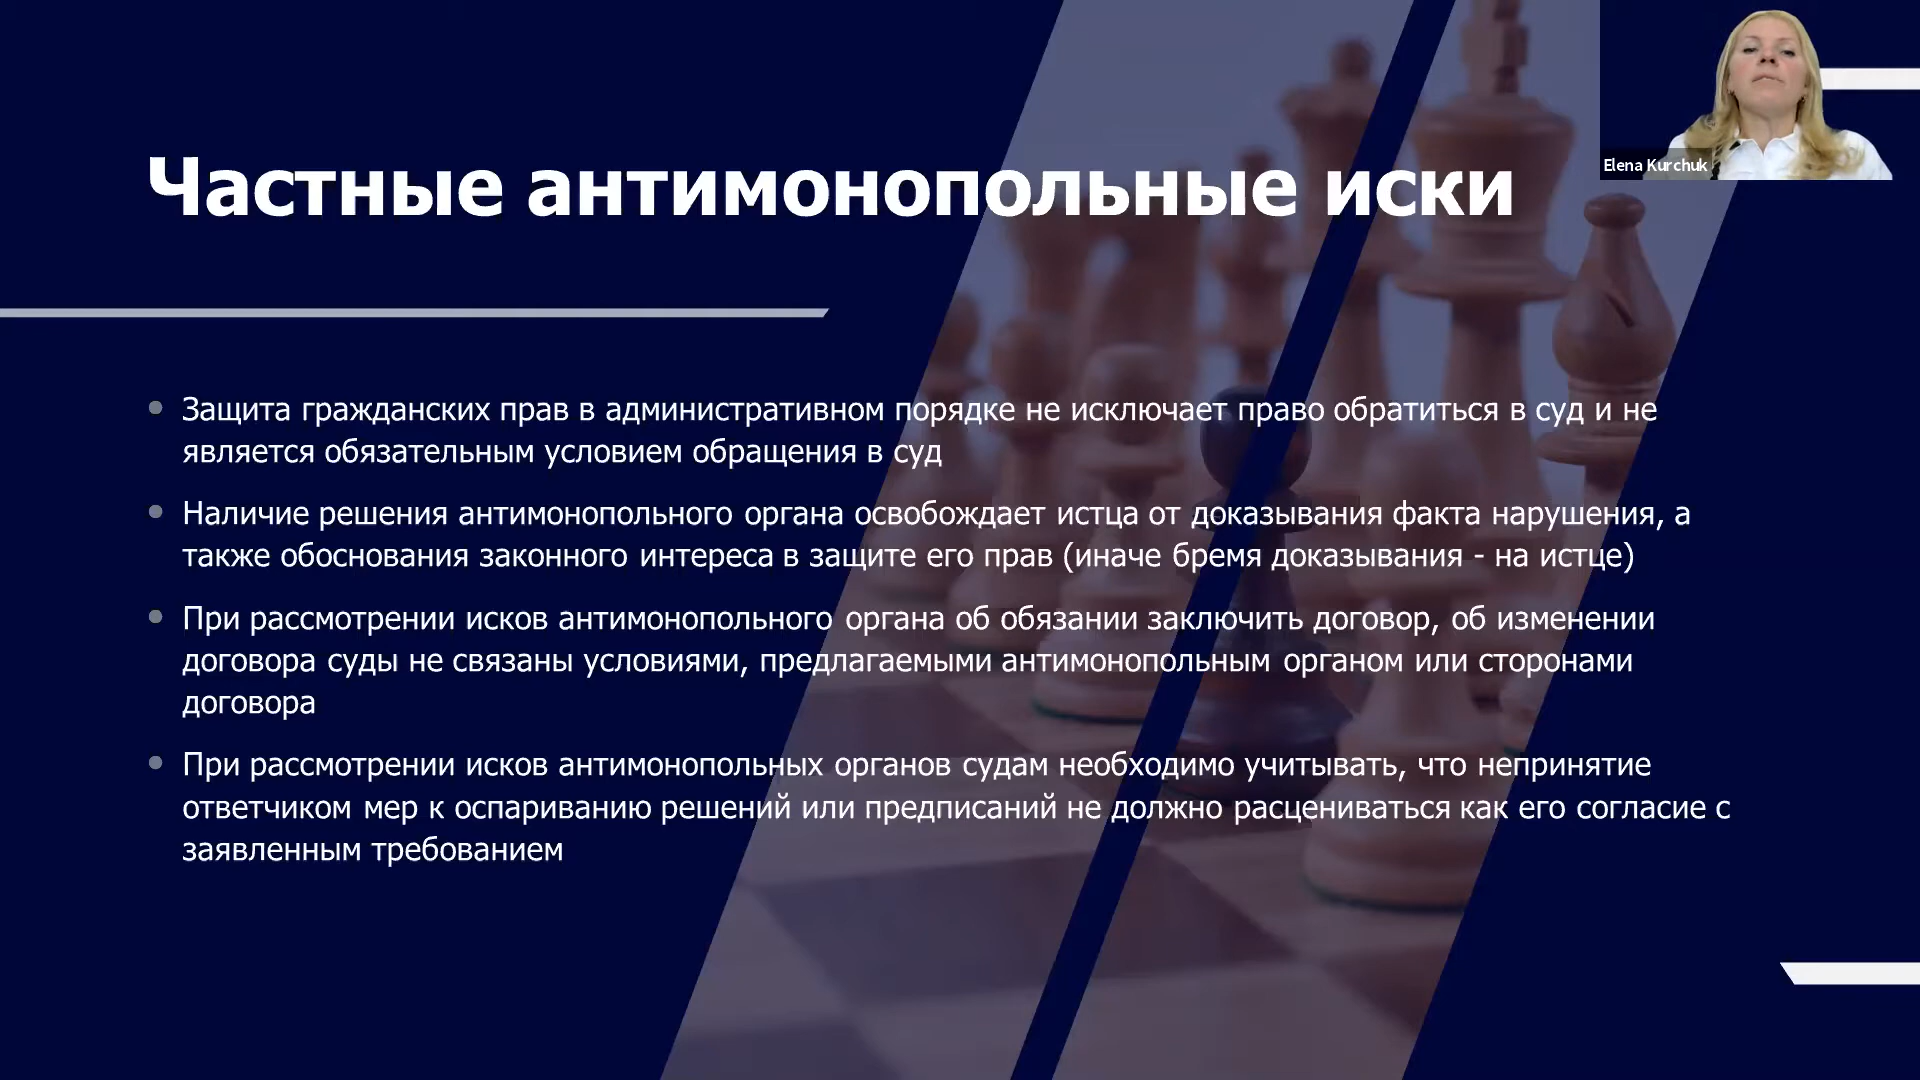 Elena Kurchuk
Частные антимонопольные иски
Защита гражданских прав в административном порядке не исключает право обратиться в суд и не
является обязательным условием обращения в суд
Наличие решения антимонопольного органа освобождает истца от доказывания факта нарушения, а
также обоснования законного интереса в защите его прав (иначе бремя доказывания - на истце)
При рассмотрении исков антимонопольного органа об обязании заключить договор, об изменении
договора суды не связаны условиями, предлагаемыми антимонопольным органом или сторонами
договора
При рассмотрении исков антимонопольных органов судам необходимо учитывать, что непринятие
ответчиком мер к оспариванию решений или предписаний не должно расцениваться как его согласие с
заявленным требованием